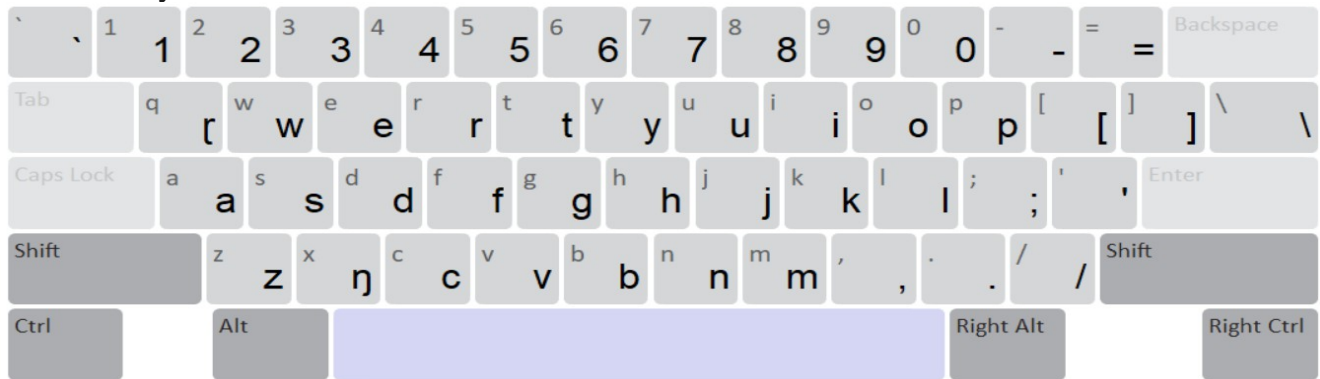 ` ` 1 1 2 2 3 3 4 4 5 5 6 6 7 7 8 8 9 9 0 0 - - = = Backspace
Tab q ɽ w w e e r r t t y y u u i i o o p p [ [ ] ] \ \
Caps Lock a a s s d d f f g g h h j j k k l l ; ; ' ' Enter
Shift z z x ŋ c c v v b b n n m m , , . . / / Shift
Ctrl Alt Right Alt Right Ctrl